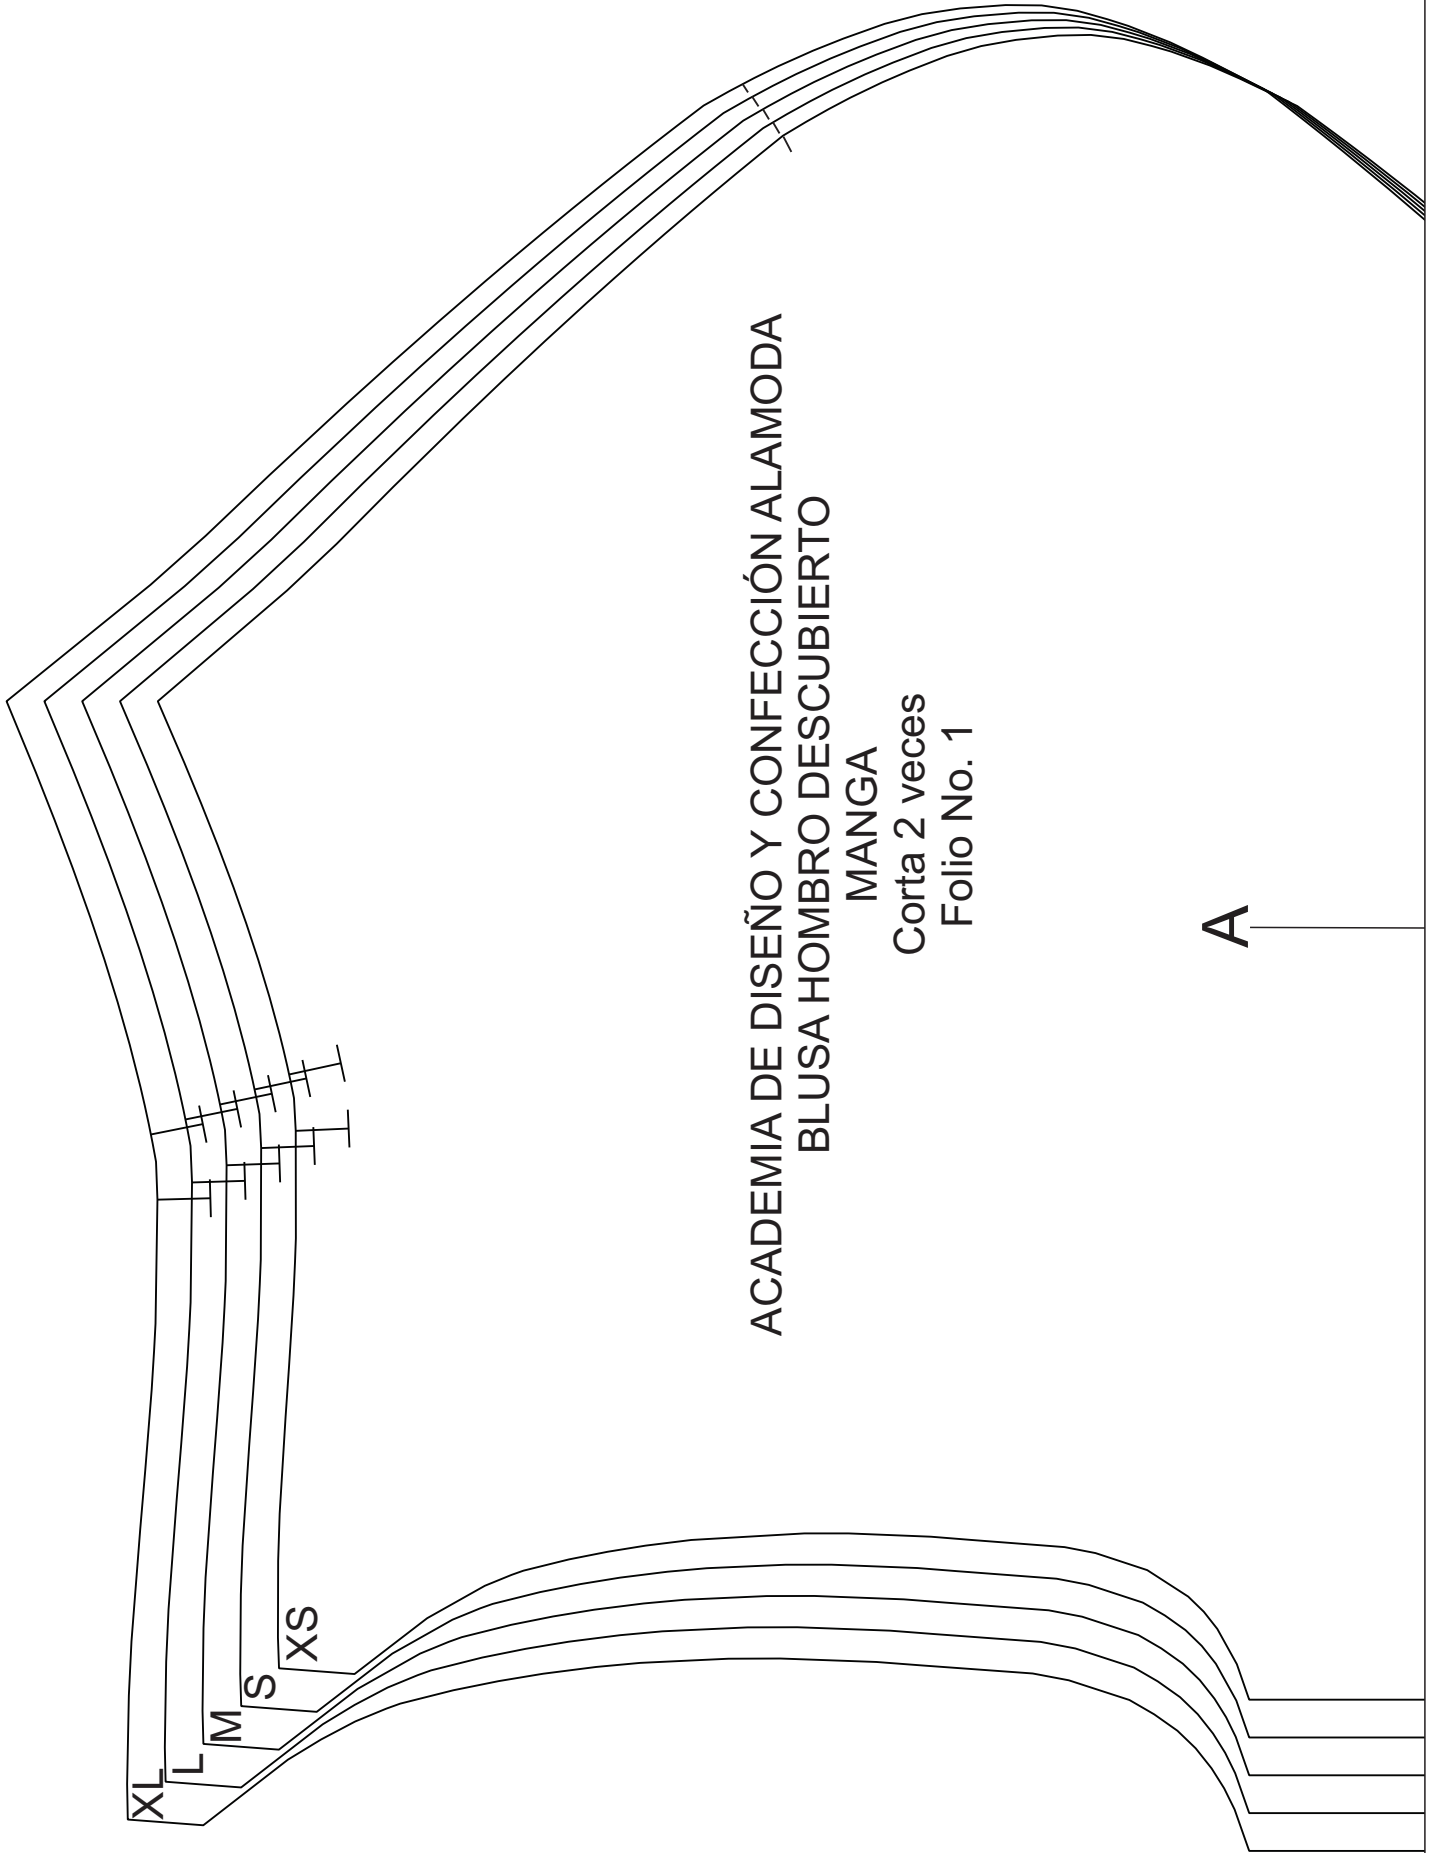 ACADEMIA DE DISEÑO Y CONFECCIÓN ALAMODA
BLUSA HOMBRO DESCUBIERTO
MANGA
Corta 2 veces
Folio No. 1
A
XL
L
M
S
XS